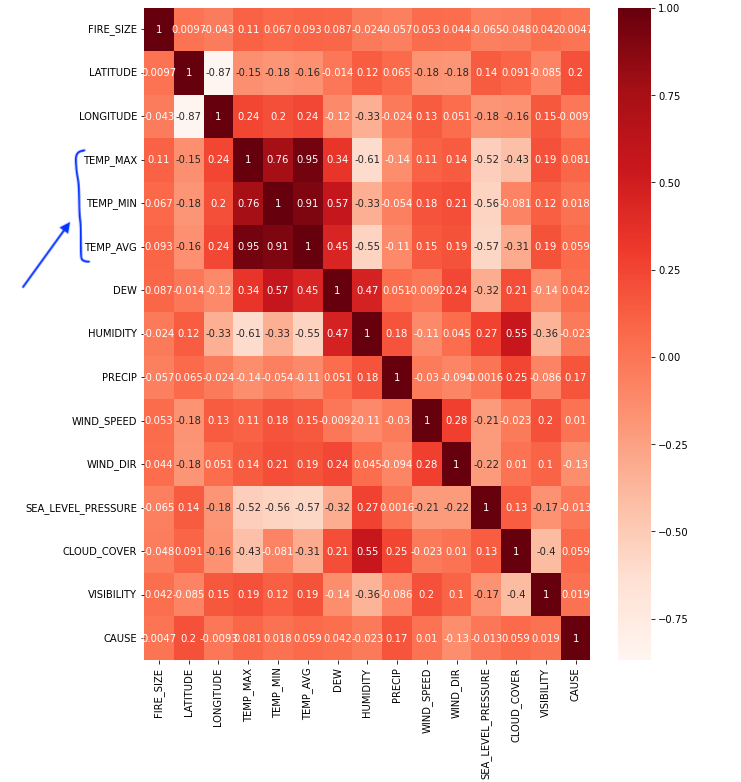 FIRE_SIZE 1 0.0097 -0.043 0.11 0.067 0.093 0.087 -0.024 -0.057 0.053 0.044 -0.065 -0.048 0.042 0.0047
LATITUDE 0.0097 1 -0.87 -0.15 -0.18 -0.16 -0.014 0.12 0.065 -0.18 -0.18 0.14 0.091 -0.085 0.2
LONGITUDE -0.043 -0.87 1 0.24 0.2 0.24 -0.12 -0.33 -0.024 0.13 0.051 -0.18 -0.16 0.15 -0.0093
TEMP_MAX 0.11 -0.15 0.24 1 0.76 0.95 0.34 -0.61 -0.14 0.11 0.14 -0.52 -0.43 0.19 0.081
TEMP_MIN 0.067 -0.18 0.2 0.76 1 0.91 0.57 -0.33 -0.054 0.18 0.21 -0.56 -0.081 0.12 0.018
TEMP_AVG 0.093 -0.16 0.24 0.95 0.91 1 0.45 -0.55 -0.11 0.15 0.19 -0.57 -0.31 0.19 0.059
DEW 0.087 -0.014 -0.12 0.34 0.57 0.45 1 0.47 0.051 -0.0092 0.24 -0.32 0.21 -0.14 0.042
HUMIDITY -0.024 0.12 -0.33 -0.61 -0.33 -0.55 0.47 1 0.18 -0.11 0.045 0.27 0.55 -0.36 -0.023
PRECIP -0.057 0.065 -0.024 -0.14 -0.054 -0.11 0.051 0.18 1 -0.03 -0.094 0.0016 0.25 -0.086 0.17
WIND_SPEED 0.053 -0.18 0.13 0.11 0.18 0.15 -0.0092 -0.11 -0.03 1 0.28 -0.21 -0.023 0.2 0.01
WIND_DIR 0.044 -0.18 0.051 0.14 0.21 0.19 0.24 0.045 -0.094 0.28 1 -0.22 0.01 0.1 -0.13
SEA_LEVEL_PRESSURE -0.065 0.14 -0.18 -0.52 -0.56 -0.57 -0.32 0.27 0.0016 -0.21 -0.22 1 0.13 -0.17 -0.013
CLOUD_COVER -0.048 0.091 -0.16 -0.43 -0.081 -0.31 0.21 0.55 0.25 -0.023 0.01 0.13 1 -0.4 0.059
VISIBILITY 0.042 -0.085 0.15 0.19 0.12 0.19 -0.14 -0.36 -0.086 0.2 0.1 -0.17 -0.4 1 0.019
CAUSE 0.0047 0.2 -0.0093 0.081 0.018 0.059 0.042 -0.023 0.17 0.01 -0.13 -0.013 0.059 0.019 1
FIRE_SIZE
LATITUDE
LONGITUDE
TEMP_MAX
TEMP_MIN
TEMP_AVG
DEW
HUMIDITY
PRECIP
WIND_SPEED
WIND_DIR
SEA_LEVEL_PRESSURE
CLOUD_COVER
VISIBILITY
CAUSE
1.00
0.75
0.50
0.25
0.00
-0.25
-0.50
-0.75